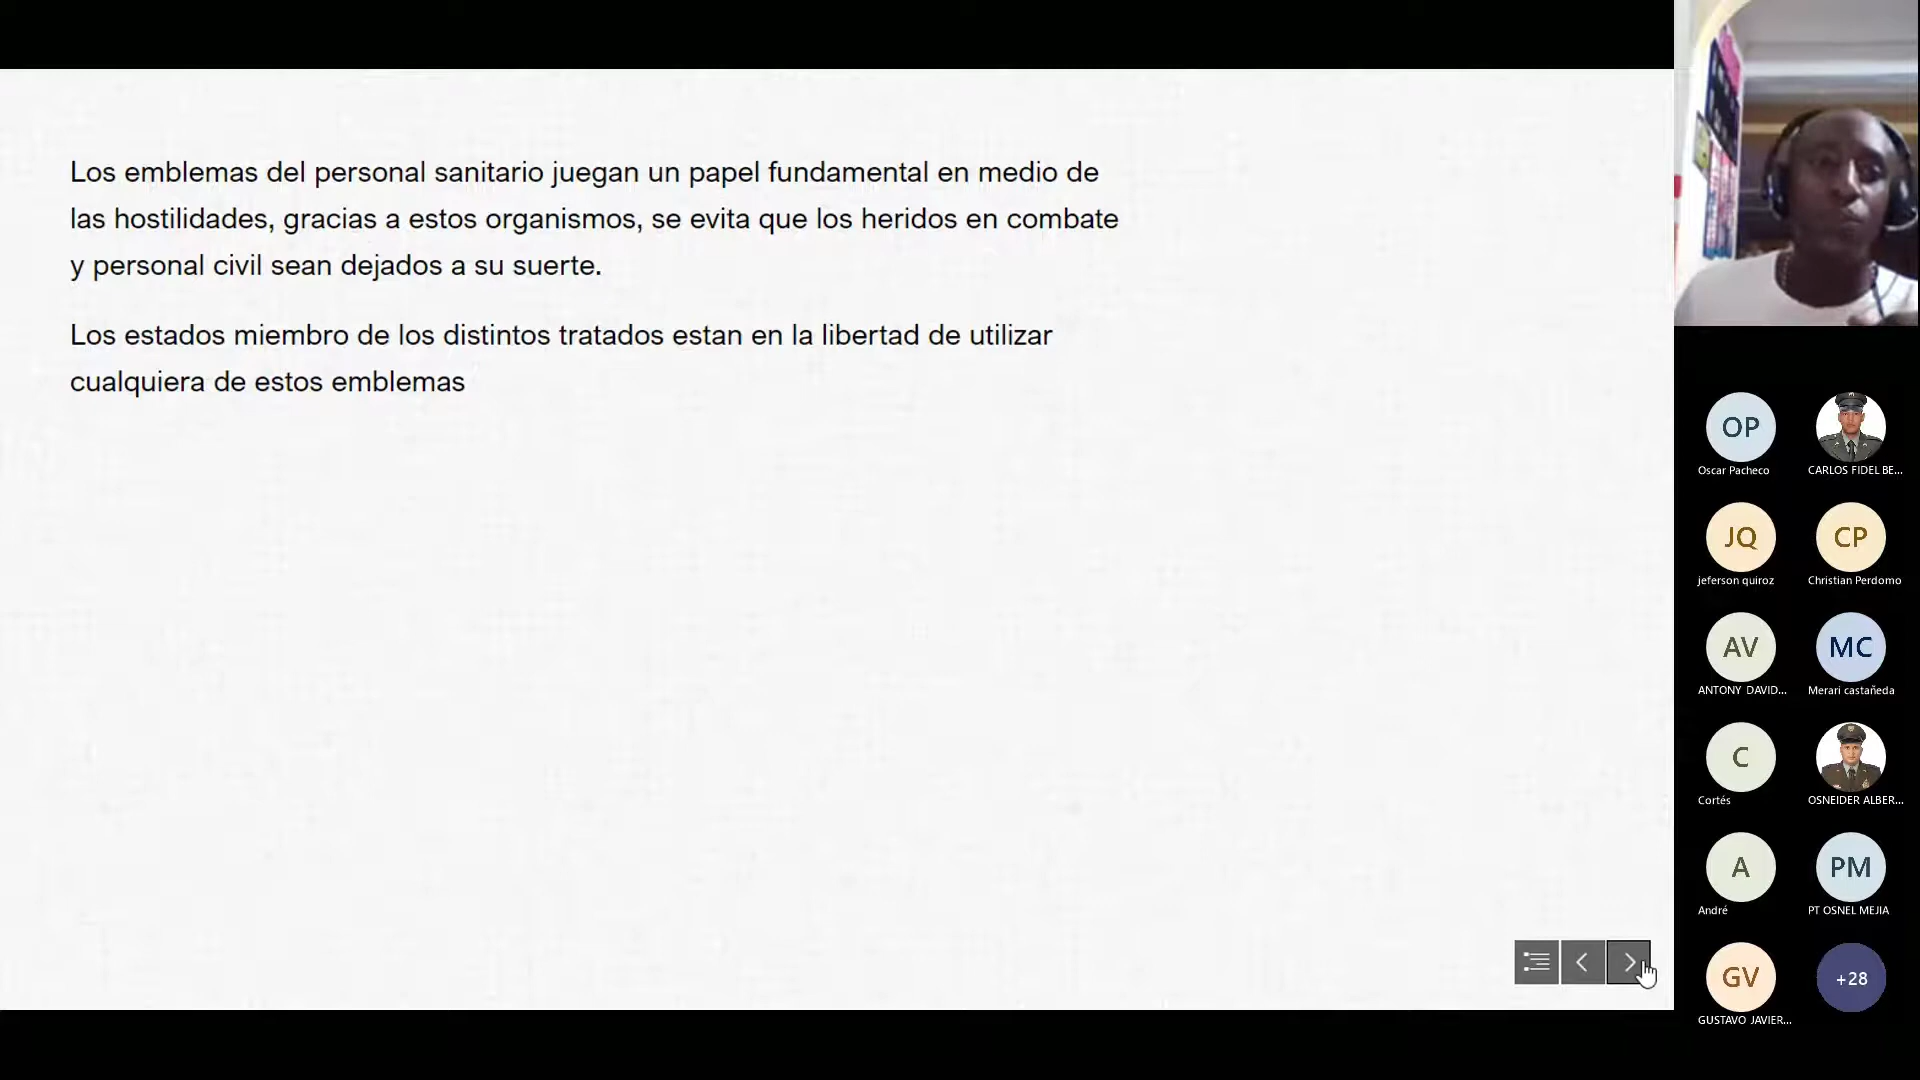 Los emblemas del personal sanitario juegan un papel fundamental en medio de
las hostilidades, gracias a estos organismos, se evita que los heridos en combate
y personal civil sean dejados a su suerte.
Los estados miembro de los distintos tratados estan en la libertad de utilizar
cualquiera de estos emblemas
OP
Oscar Pacheco
CARLOS FIDEL BE...
JQ
jeferson quiroz
CP
Christian Perdomo
AV
ANTONY DAVID...
MC
Merari castañeda
C
Cortés
OSNEIDER ALBER...
A
André
PM
PT OSNEL MEJIA
GV
GUSTAVO JAVIER...
+28